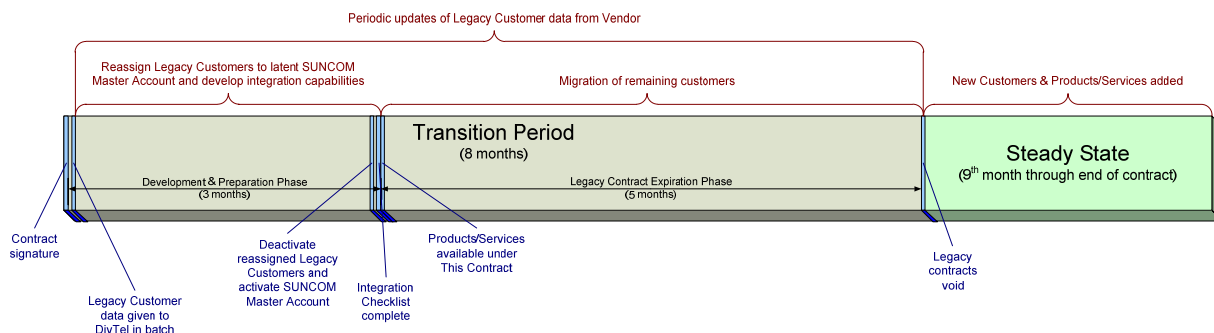 Periodic updates of Legacy Customer data from Vendor
Reassign Legacy Customers to latent SUNCOM
Master Account and develop integration capabilities
Migration of remaining customers
New Customers & Products/Services added
Transition Period
(8 months)
Steady State
(9th month through end of contract)
Development & Preparation Phase
(3 months)
Legacy Contract Expiration Phase
(5 months)
Contract
signature
Legacy Customer
data given to
DivTel in batch
Deactivate
reassigned Legacy
Customers and
activate SUNCOM
Master Account
Integration
Checklist
complete
Products/Services
available under
This Contract
Legacy
contracts
void